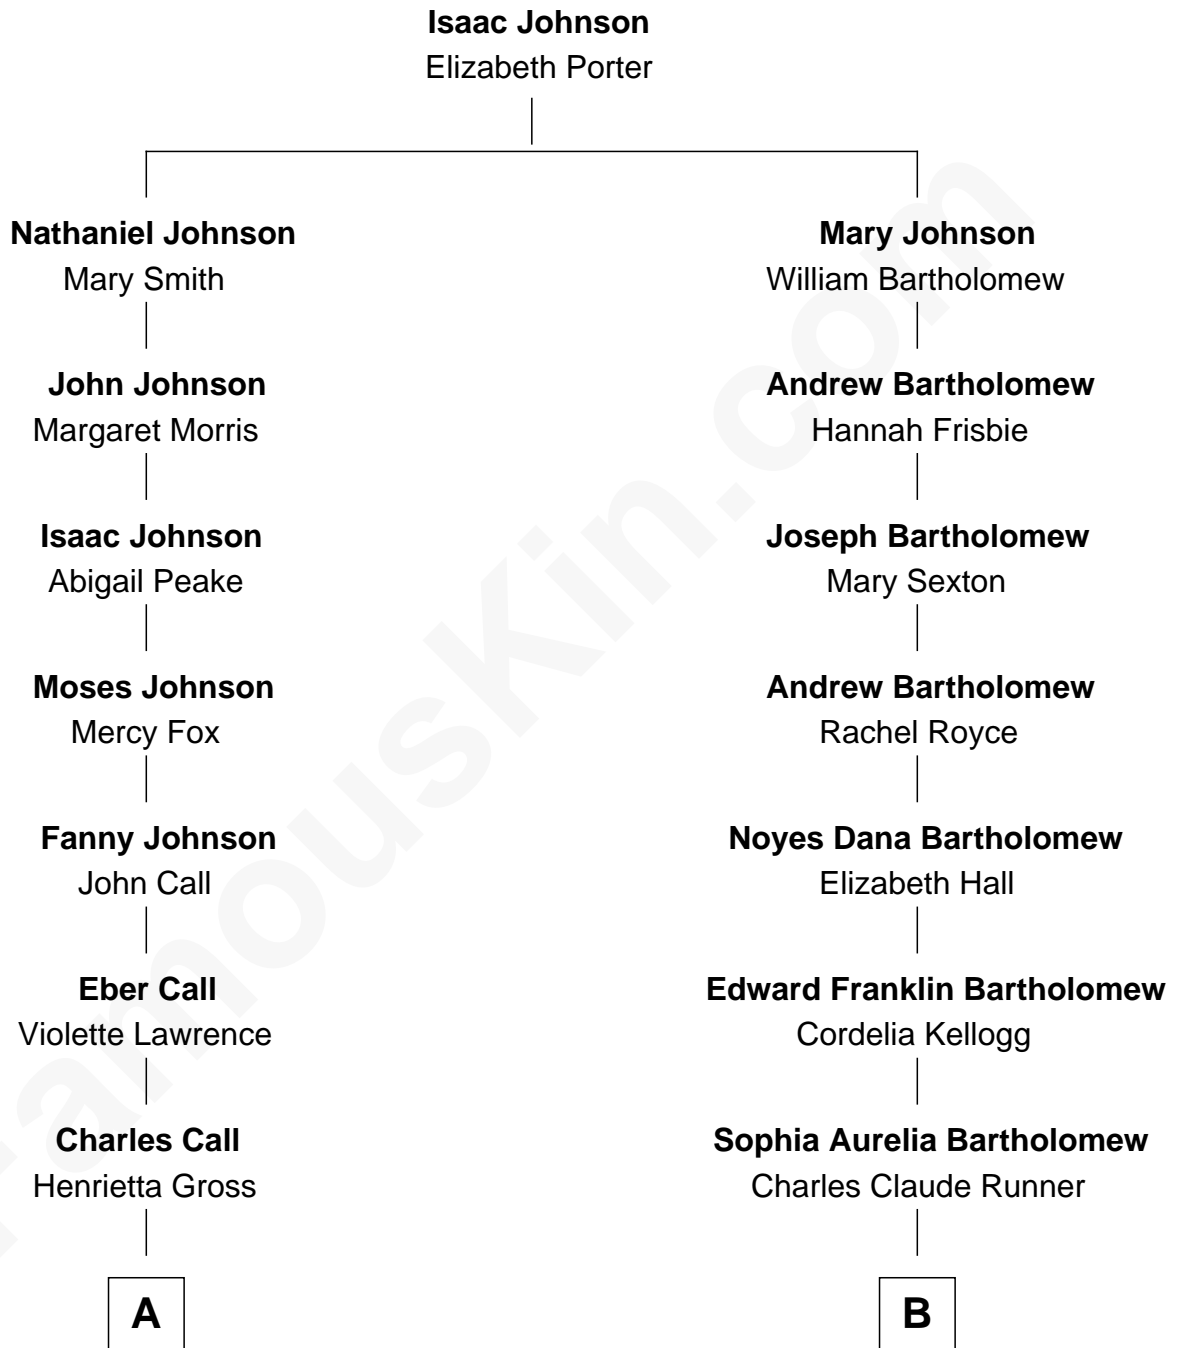 Isaac Johnson
Elizabeth Porter
Nathaniel Johnson
Mary Smith
John Johnson
Margaret Morris
Isaac Johnson
Abigail Peake
Moses Johnson
Mercy Fox
Fanny Johnson
John Call
Eber Call
Violette Lawrence
Charles Call
Henrietta Gross
A
Mary Johnson
William Bartholomew
Andrew Bartholomew
Hannah Frisbie
Joseph Bartholomew
Mary Sexton
Andrew Bartholomew
Rachel Royce
Noyes Dana Bartholomew
Elizabeth Hall
Edward Franklin Bartholomew
Cordelia Kellogg
Sophia Aurelia Bartholomew
Charles Claude Runner
B
FamousKin.com